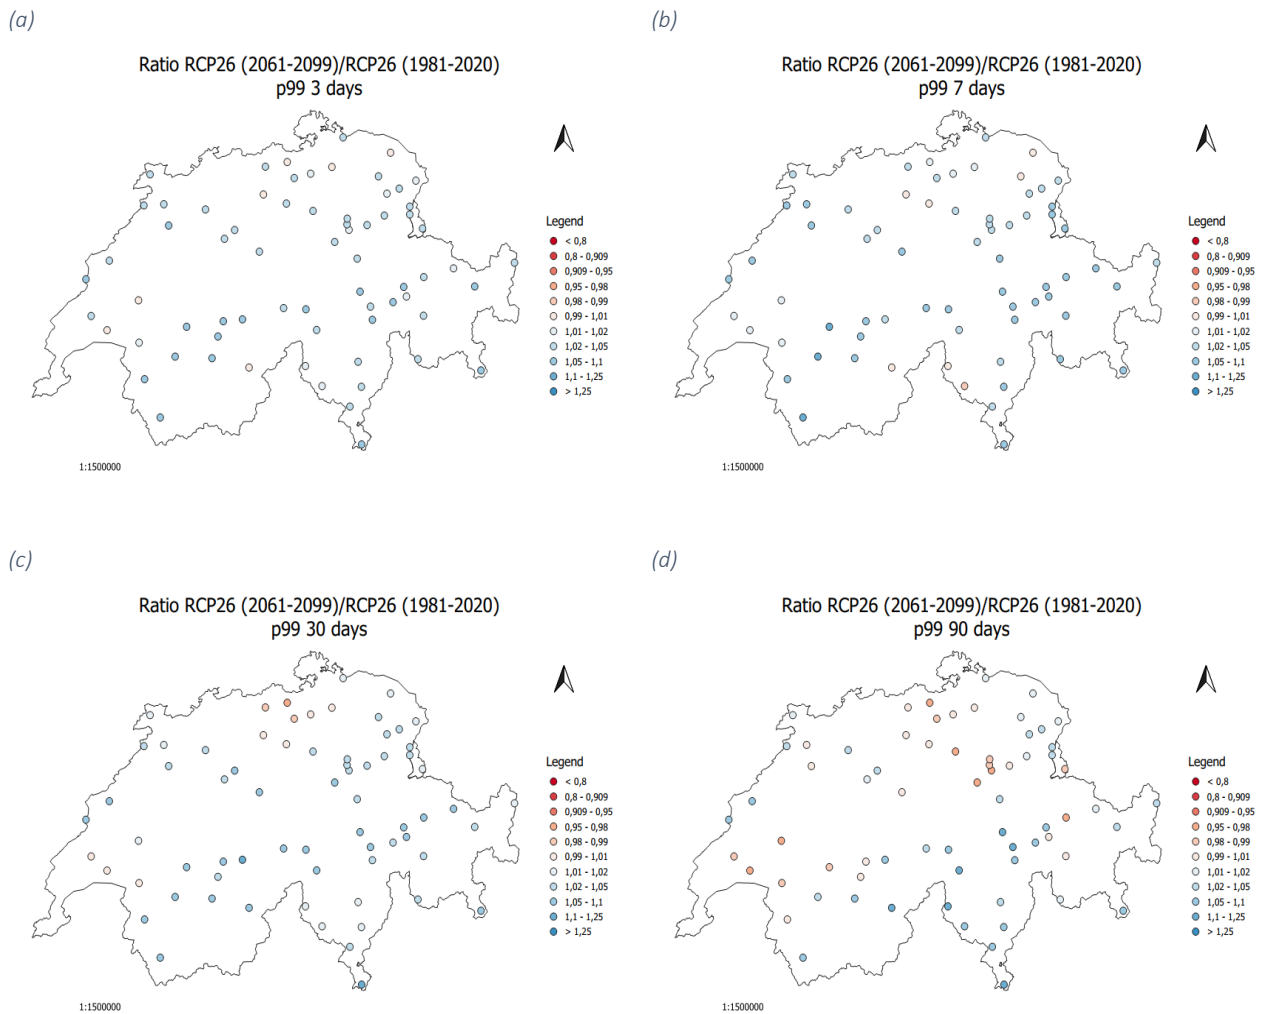 (a)
Ratio RCP26 (2061-2099)/RCP26 (1981-2020)
p99 3 days
Legend
< 0,8
0,8 - 0,909
0,909 - 0,95
0,95 - 0,98
0,98 - 0,99
0,99 - 1,01
1,01 - 1,02
1,02 - 1,05
1,05 - 1,1
1,1 - 1,25
> 1,25
1:1500000
(b)
Ratio RCP26 (2061-2099)/RCP26 (1981-2020)
p99 7 days
Legend
< 0,8
0,8 - 0,909
0,909 - 0,95
0,95 - 0,98
0,98 - 0,99
0,99 - 1,01
1,01 - 1,02
1,02 - 1,05
1,05 - 1,1
1,1 - 1,25
> 1,25
1:1500000
(c)
Ratio RCP26 (2061-2099)/RCP26 (1981-2020)
p99 30 days
Legend
< 0,8
0,8 - 0,909
0,909 - 0,95
0,95 - 0,98
0,98 - 0,99
0,99 - 1,01
1,01 - 1,02
1,02 - 1,05
1,05 - 1,1
1,1 - 1,25
> 1,25
1:1500000
(d)
Ratio RCP26 (2061-2099)/RCP26 (1981-2020)
p99 90 days
Legend
< 0,8
0,8 - 0,909
0,909 - 0,95
0,95 - 0,98
0,98 - 0,99
0,99 - 1,01
1,01 - 1,02
1,02 - 1,05
1,05 - 1,1
1,1 - 1,25
> 1,25
1:1500000